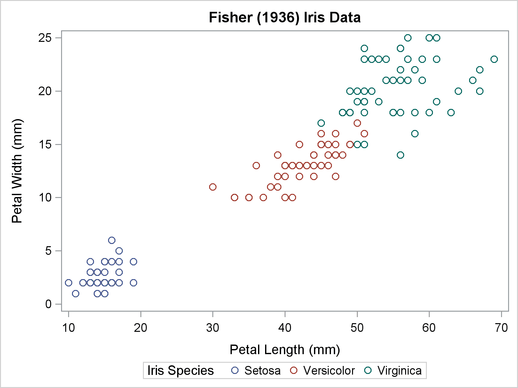 Fisher (1936) Iris Data
Petal Width (mm)
25
20
15
10
5
0
10 20 30 40 50 60 70
Petal Length (mm)
Iris Species Setosa Versicolor Virginica